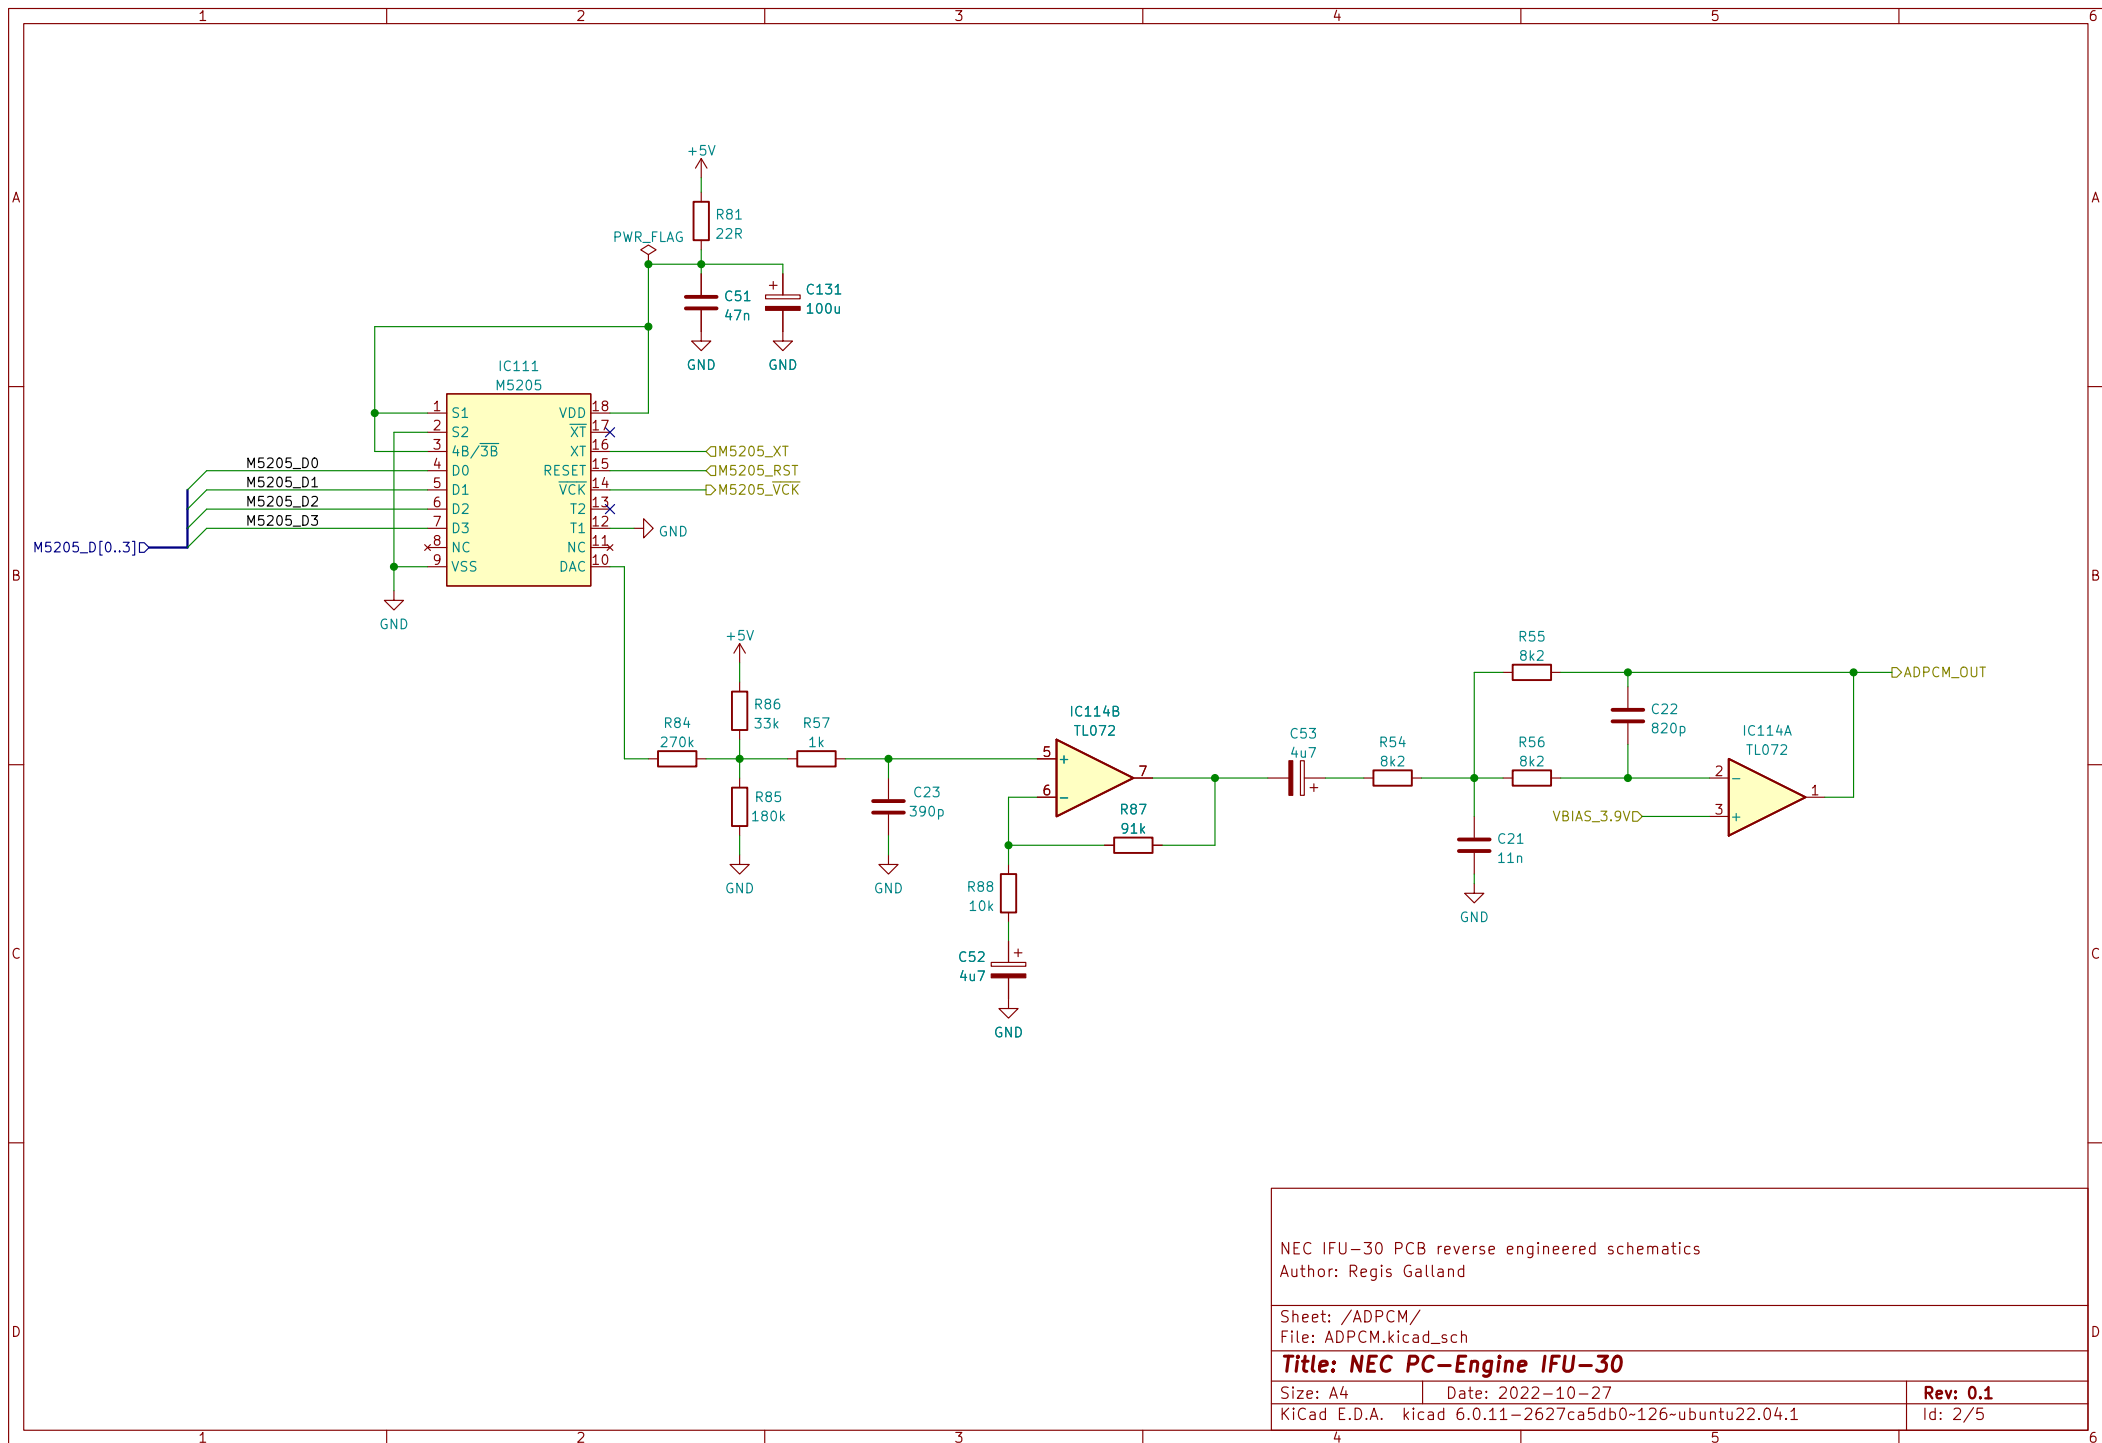 1 2 3 4 5 6
A A
B B
C C
D D
+5V
R81
22R
PWR_FLAG
+
C51
47n
C131
100u
GND
GND
IC111
M5205
1 S1
2 S2
3 4B/3B
4 D0
5 D1
6 D2
7 D3
8 NC
9 VSS
VDD 18
XT 17
XT 16
RESET 15
VCK 14
T2 13
T1 12
NC 11
DAC 10
M5205_XT
M5205_RST
M5205_VCK
GND
M5205_D0
M5205_D1
M5205_D2
M5205_D3
M5205_D[0..3]
GND
+5V
R86
33k
R84
270k
R57
1k
R85
180k
GND
C23
390p
GND
IC114B
TL072
5 +
6 −
7
R87
91k
R88
10k
C52
4u7
+
GND
C53
4u7
+
R54
8k2
R55
8k2
R56
8k2
C22
820p
C21
11n
GND
VBIAS_3.9V
IC114A
TL072
2 −
3 +
1
ADPCM_OUT
NEC IFU-30 PCB reverse engineered schematics
Author: Regis Galland
Sheet: /ADPCM/
File: ADPCM.kicad_sch
Title: NEC PC-Engine IFU-30
Size: A4 Date: 2022-10-27 Rev: 0.1
KiCad E.D.A. kicad 6.0.11-2627ca5db0~126~ubuntu22.04.1 Id: 2/5
1 2 3 4 5 6